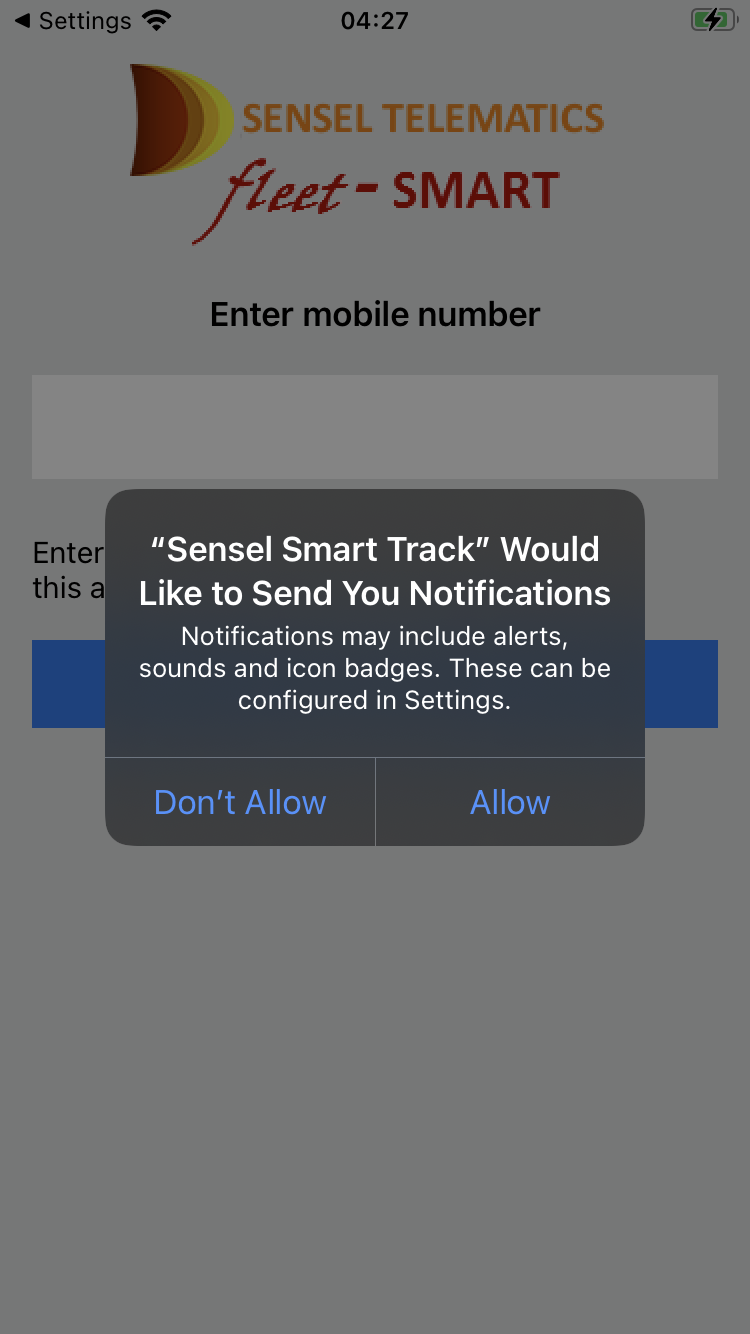 Settings 04:27
SENSEL TELEMATICS
fleet - SMART
Enter mobile number
Enter
this a
“Sensel Smart Track” Would
Like to Send You Notifications
Notifications may include alerts,
sounds and icon badges. These can be
configured in Settings.
Don’t Allow Allow